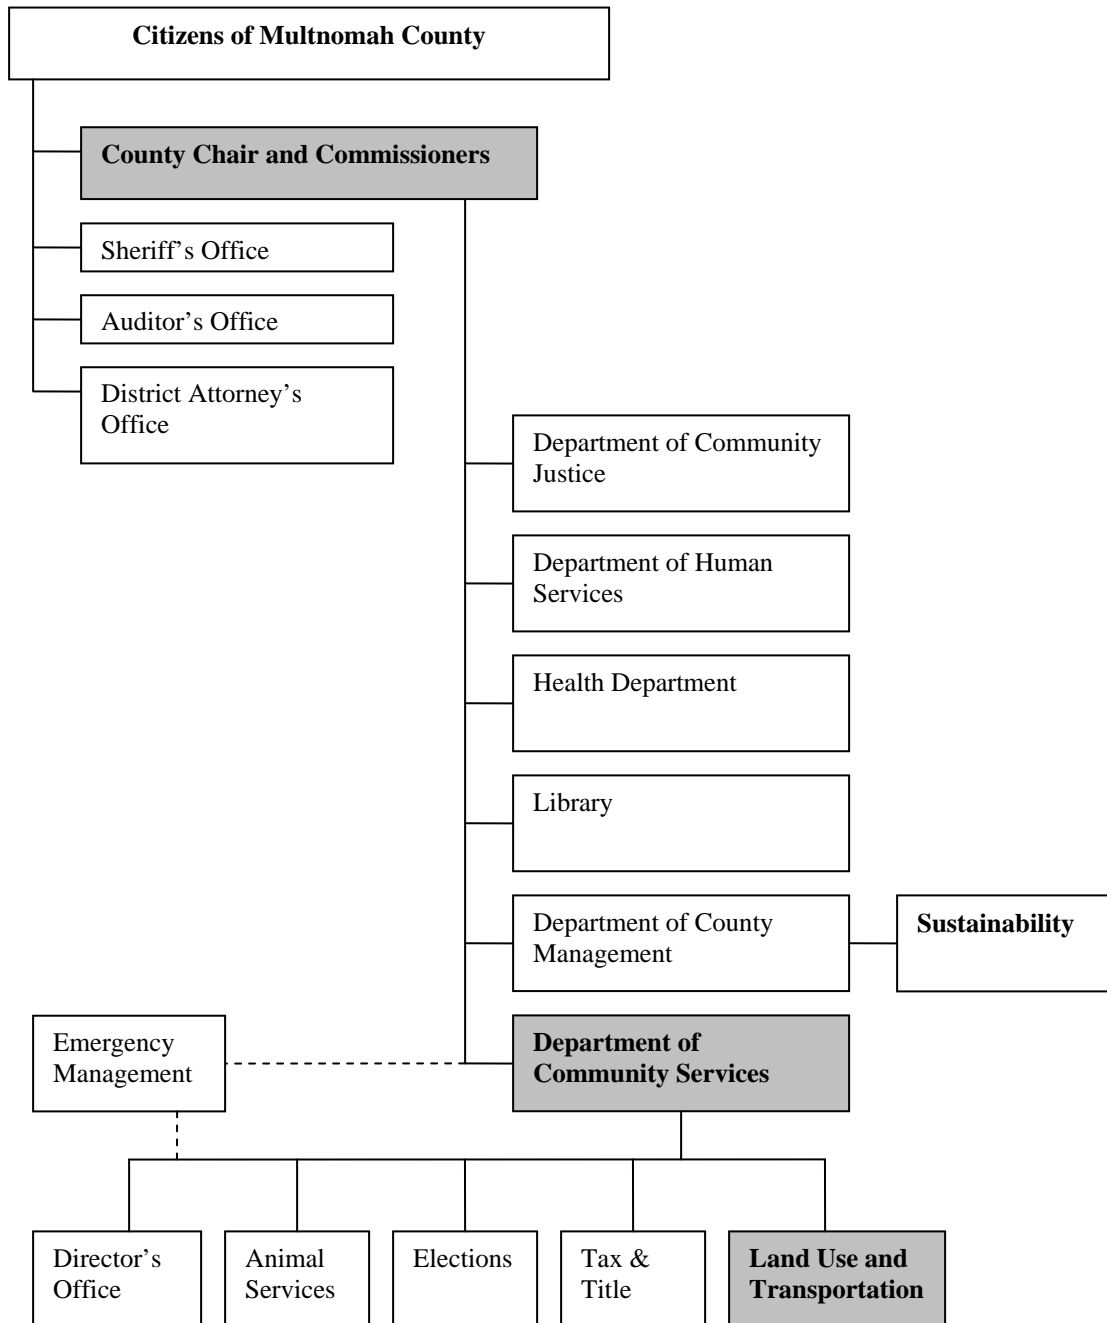 Citizens of Multnomah County
County Chair and Commissioners
Sheriff’s Office
Auditor’s Office
District Attorney’s
Office
Department of Community
Justice
Department of Human
Services
Health Department
Library
Department of County
Management
Sustainability
Emergency
Management
Department of
Community Services
Director’s
Office
Animal
Services
Elections
Tax &
Title
Land Use and
Transportation